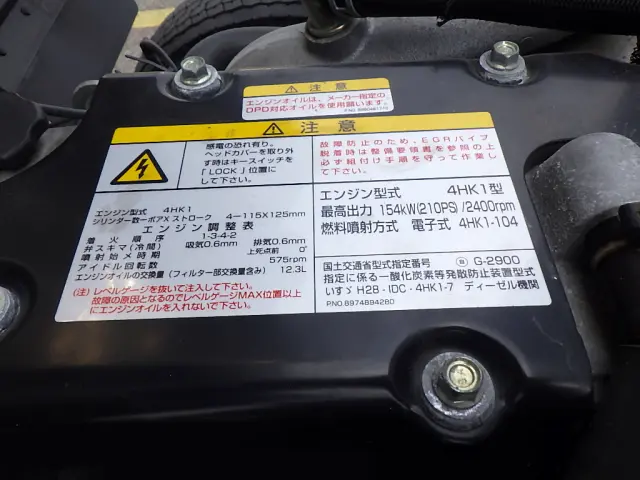 ⚠ 注意
エンジンオイルは、メーカー指定の
DPD対応オイルを使用願います。
⚠ 注意
感電の恐れ有り。
ヘッドカバーを取り外
す時はキースイッチを
「LOCK」位置に
して下さい。
故障防止のため、EGRパイプ
脱着時は整備要領書を参照の上
必ず組付け手順を守って作業し
て下さい。
エンジン型式 4HK1
シリンダー数ーボアXストローク 4-115X125mm
エンジン調整表
着火順序 1-3-4-2
弁スキマ(冷間) 吸気0.6mm 排気0.6mm
噴射始メ時期 上死点前 0°
アイドル回転数 575rpm
エンジンオイルの交換量(フィルター部交換量含み) 12.3L
(注)レベルゲージを抜いて注入して下さい。
故障の原因となるのでレベルゲージMAX位置以上
にエンジンオイルを入れないで下さい。
エンジン型式 4HK1型
最高出力 154kW(210PS)/2400rpm
燃料噴射方式 電子式 4HK1-104
国土交通省型式指定番号 G-2900
指定に係る一酸化炭素等発散防止装置型式
いすゞ H28・IDC・4HK1-7 ディーゼル機関
P.NO.8974894280